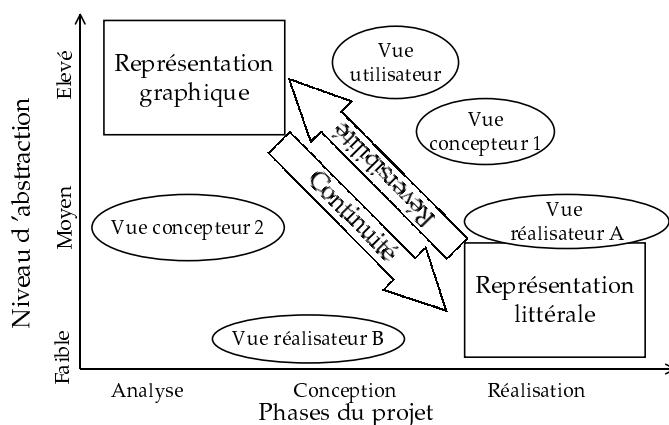 Niveau d´abstraction
Elevé
Moyen
Faible
Représentation
graphique
Vue
utilisateur
Vue
concepteur 1
Réversibilité
Continuité
Vue concepteur 2
Vue
réalisateur A
Représentation
littérale
Vue réalisateur B
Analyse
Conception
Réalisation
Phases du projet